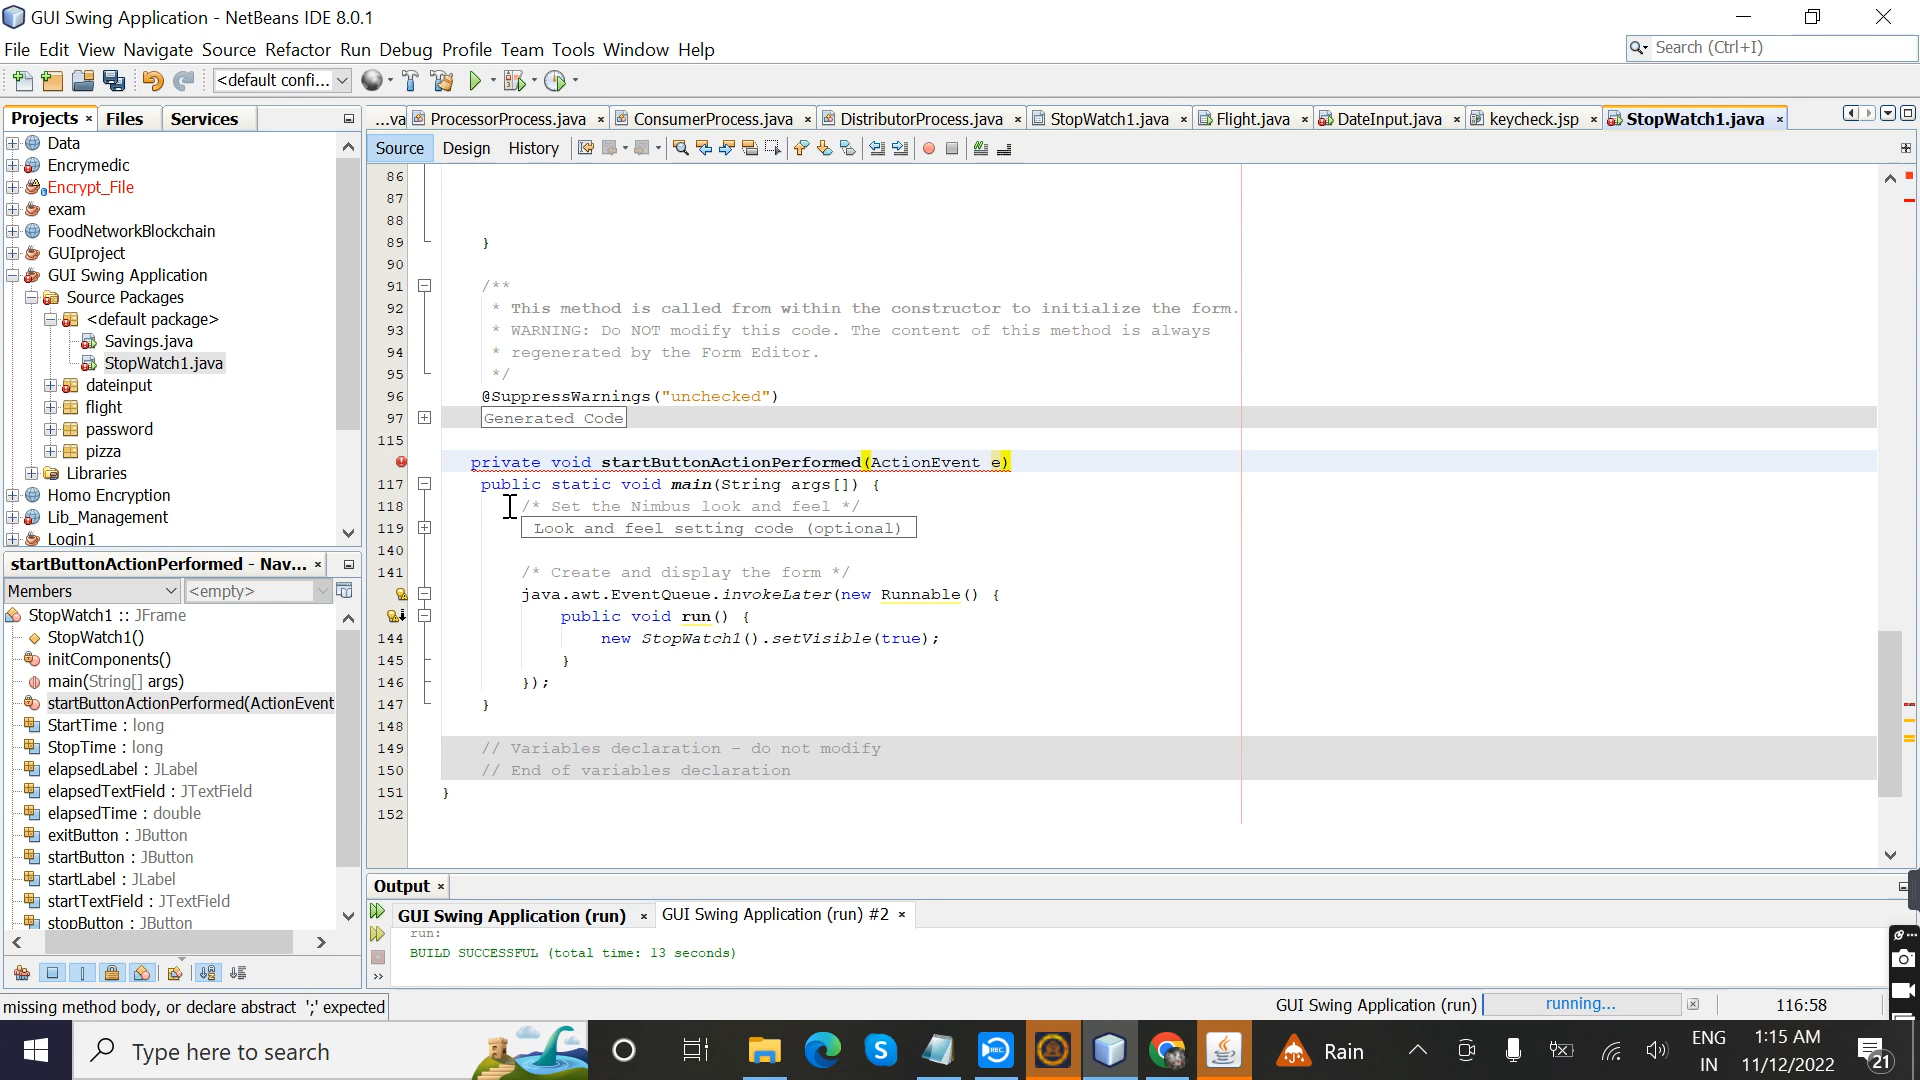 GUI Swing Application - NetBeans IDE 8.0.1
File Edit View Navigate Source Refactor Run Debug Profile Team Tools Window Help
Search (Ctrl+I)
<default confi...
Projects Files Services
...va ProcessorProcess.java ConsumerProcess.java DistributorProcess.java StopWatch1.java Flight.java DateInput.java keycheck.jsp StopWatch1.java
Source Design History
Data
Encrymedic
Encrypt_File
exam
FoodNetworkBlockchain
GUIproject
GUI Swing Application
Source Packages
<default package>
Savings.java
StopWatch1.java
dateinput
flight
password
pizza
Libraries
Homo Encryption
Lib_Management
Login1
86
87
88
89 }
90
91 /**
92 * This method is called from within the constructor to initialize the form.
93 * WARNING: Do NOT modify this code. The content of this method is always
94 * regenerated by the Form Editor.
95 */
96 @SuppressWarnings("unchecked")
97 Generated Code
115
private void startButtonActionPerformed(ActionEvent e)
117 public static void main(String args[]) {
118 /* Set the Nimbus look and feel */
119 Look and feel setting code (optional)
140
141 /* Create and display the form */
java.awt.EventQueue.invokeLater(new Runnable() {
public void run() {
144 new StopWatch1().setVisible(true);
145 }
146 });
147 }
148
149 // Variables declaration - do not modify
150 // End of variables declaration
151 }
152
startButtonActionPerformed - Nav...
Members <empty>
StopWatch1 :: JFrame
StopWatch1()
initComponents()
main(String[] args)
startButtonActionPerformed(ActionEvent
StartTime : long
StopTime : long
elapsedLabel : JLabel
elapsedTextField : JTextField
elapsedTime : double
exitButton : JButton
startButton : JButton
startLabel : JLabel
startTextField : JTextField
stopButton : JButton
Output
GUI Swing Application (run) GUI Swing Application (run) #2
run:
BUILD SUCCESSFUL (total time: 13 seconds)
missing method body, or declare abstract ';' expected
GUI Swing Application (run) running... 116:58
Type here to search
REC
Rain
ENG
IN
1:15 AM
11/12/2022
21